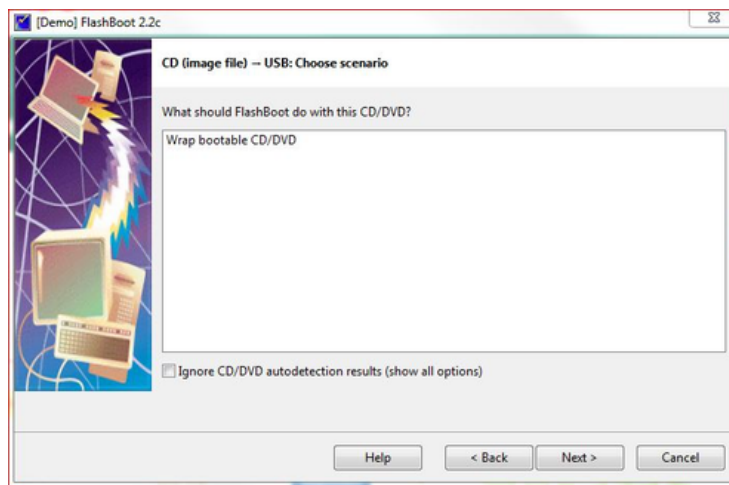 [Demo] FlashBoot 2.2c
CD (image file) -- USB: Choose scenario
What should FlashBoot do with this CD/DVD?
Wrap bootable CD/DVD
Ignore CD/DVD autodetection results (show all options)
Help < Back Next > Cancel